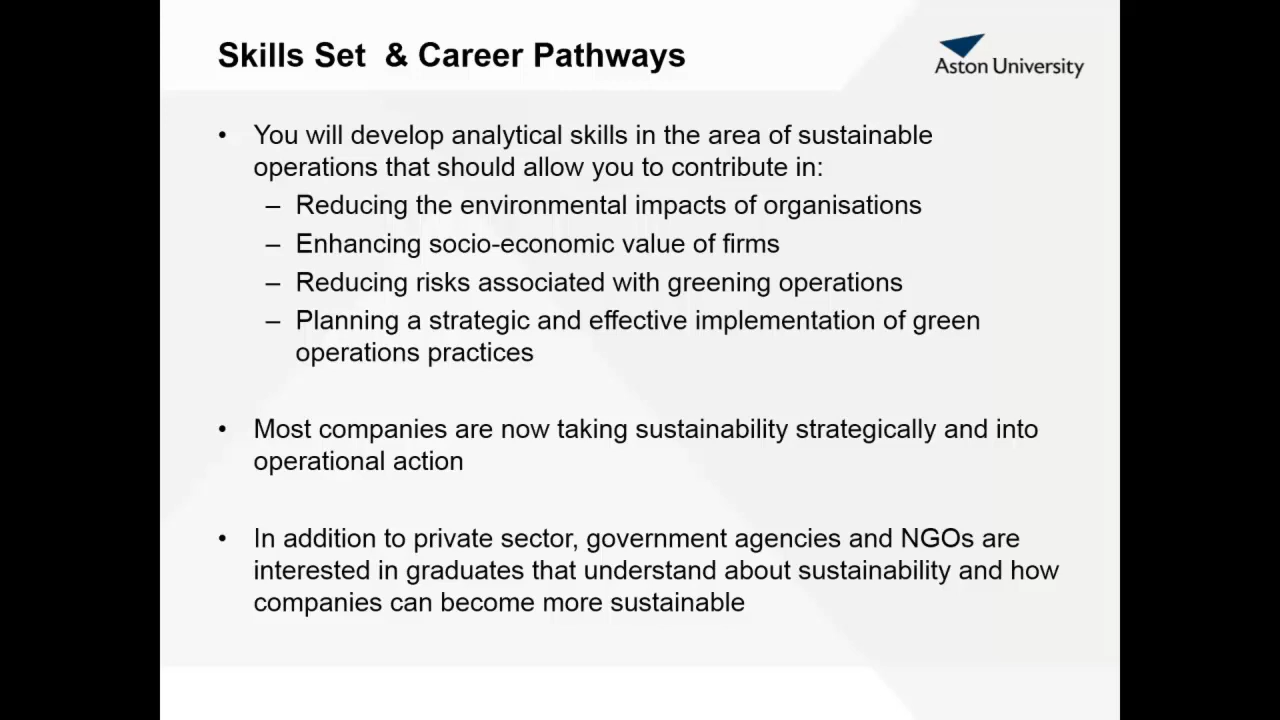 Skills Set & Career Pathways
Aston University
• You will develop analytical skills in the area of sustainable
operations that should allow you to contribute in:
– Reducing the environmental impacts of organisations
– Enhancing socio-economic value of firms
– Reducing risks associated with greening operations
– Planning a strategic and effective implementation of green
operations practices
• Most companies are now taking sustainability strategically and into
operational action
• In addition to private sector, government agencies and NGOs are
interested in graduates that understand about sustainability and how
companies can become more sustainable